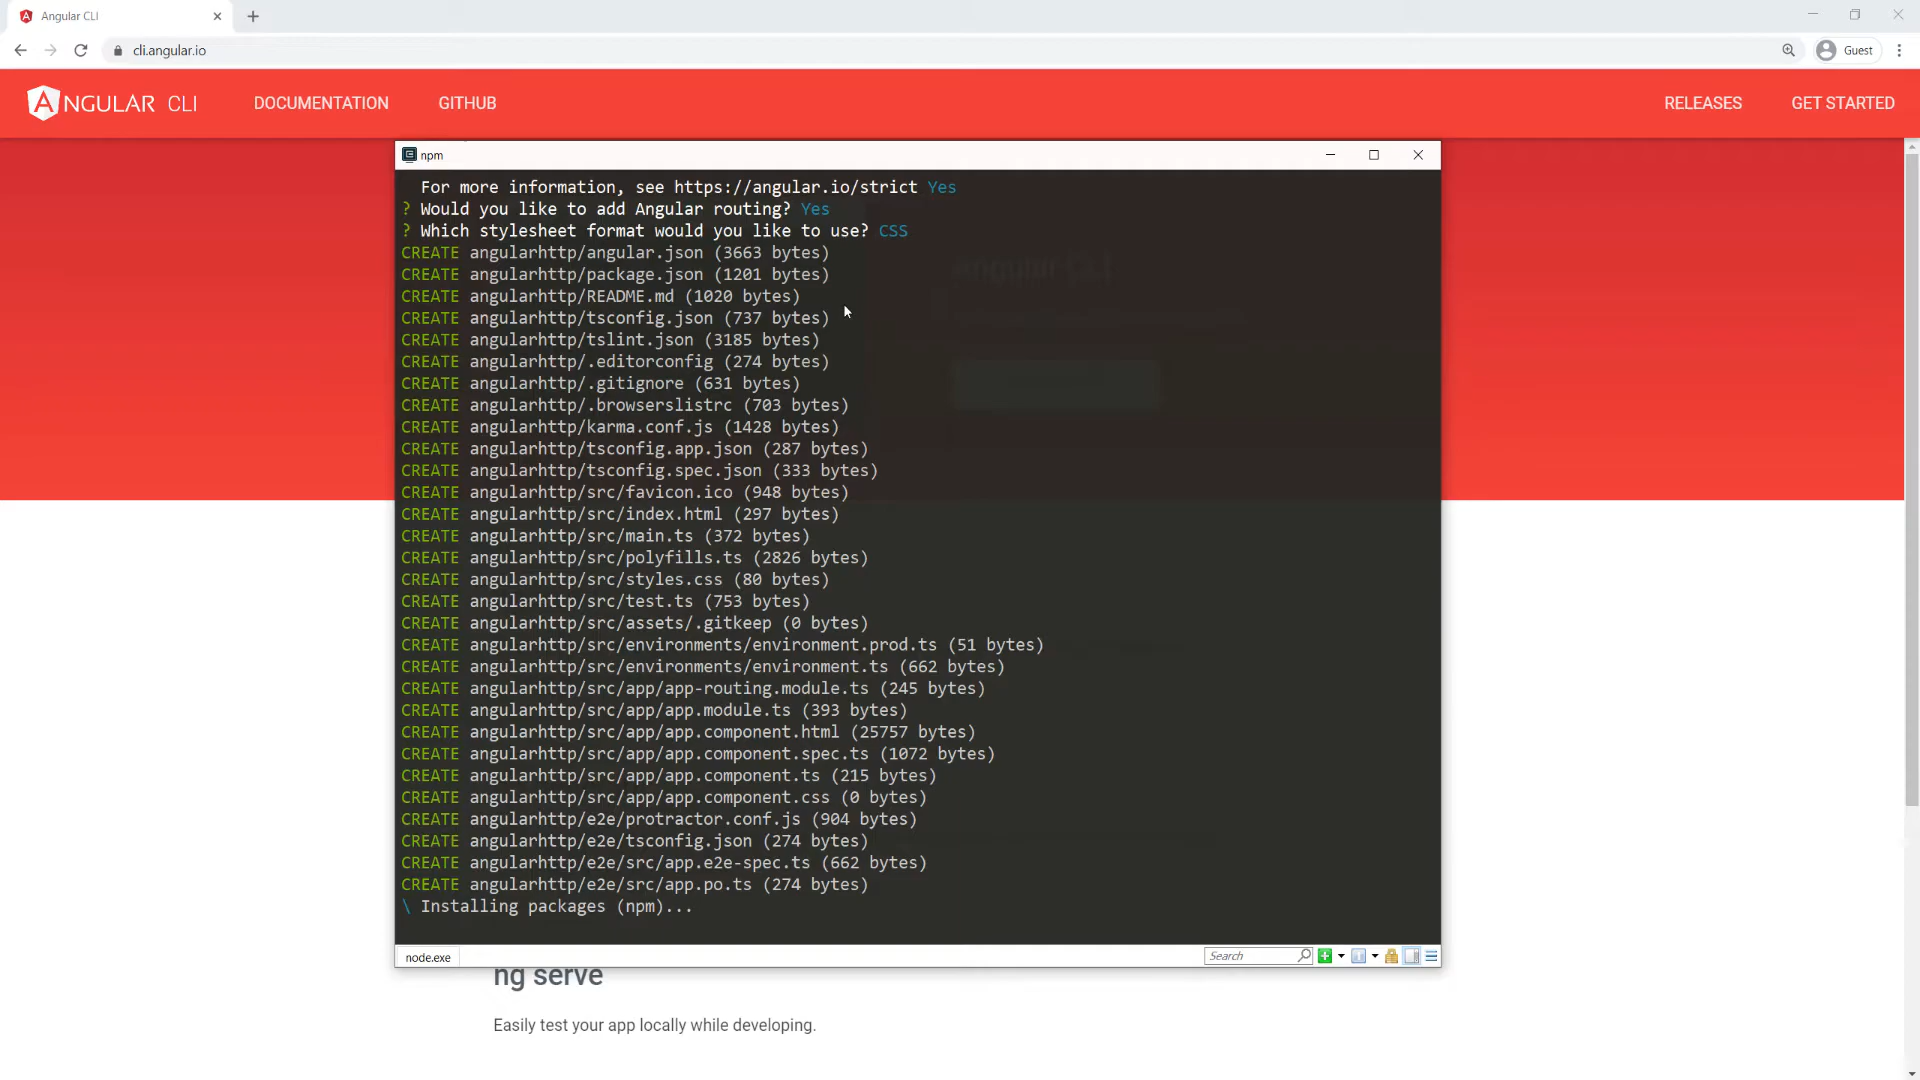 Angular CLI
cli.angular.io
Guest
ANGULAR CLI
DOCUMENTATION
GITHUB
RELEASES
GET STARTED
npm
For more information, see https://angular.io/strict Yes
? Would you like to add Angular routing? Yes
? Which stylesheet format would you like to use? CSS
CREATE angularhttp/angular.json (3663 bytes)
CREATE angularhttp/package.json (1201 bytes)
CREATE angularhttp/README.md (1020 bytes)
CREATE angularhttp/tsconfig.json (737 bytes)
CREATE angularhttp/tslint.json (3185 bytes)
CREATE angularhttp/.editorconfig (274 bytes)
CREATE angularhttp/.gitignore (631 bytes)
CREATE angularhttp/.browserslistrc (703 bytes)
CREATE angularhttp/karma.conf.js (1428 bytes)
CREATE angularhttp/tsconfig.app.json (287 bytes)
CREATE angularhttp/tsconfig.spec.json (333 bytes)
CREATE angularhttp/src/favicon.ico (948 bytes)
CREATE angularhttp/src/index.html (297 bytes)
CREATE angularhttp/src/main.ts (372 bytes)
CREATE angularhttp/src/polyfills.ts (2826 bytes)
CREATE angularhttp/src/styles.css (80 bytes)
CREATE angularhttp/src/test.ts (753 bytes)
CREATE angularhttp/src/assets/.gitkeep (0 bytes)
CREATE angularhttp/src/environments/environment.prod.ts (51 bytes)
CREATE angularhttp/src/environments/environment.ts (662 bytes)
CREATE angularhttp/src/app/app-routing.module.ts (245 bytes)
CREATE angularhttp/src/app/app.module.ts (393 bytes)
CREATE angularhttp/src/app/app.component.html (25757 bytes)
CREATE angularhttp/src/app/app.component.spec.ts (1072 bytes)
CREATE angularhttp/src/app/app.component.ts (215 bytes)
CREATE angularhttp/src/app/app.component.css (0 bytes)
CREATE angularhttp/e2e/protractor.conf.js (904 bytes)
CREATE angularhttp/e2e/tsconfig.json (274 bytes)
CREATE angularhttp/e2e/src/app.e2e-spec.ts (662 bytes)
CREATE angularhttp/e2e/src/app.po.ts (274 bytes)
\ Installing packages (npm)...
node.exe
Search
ng serve
Easily test your app locally while developing.